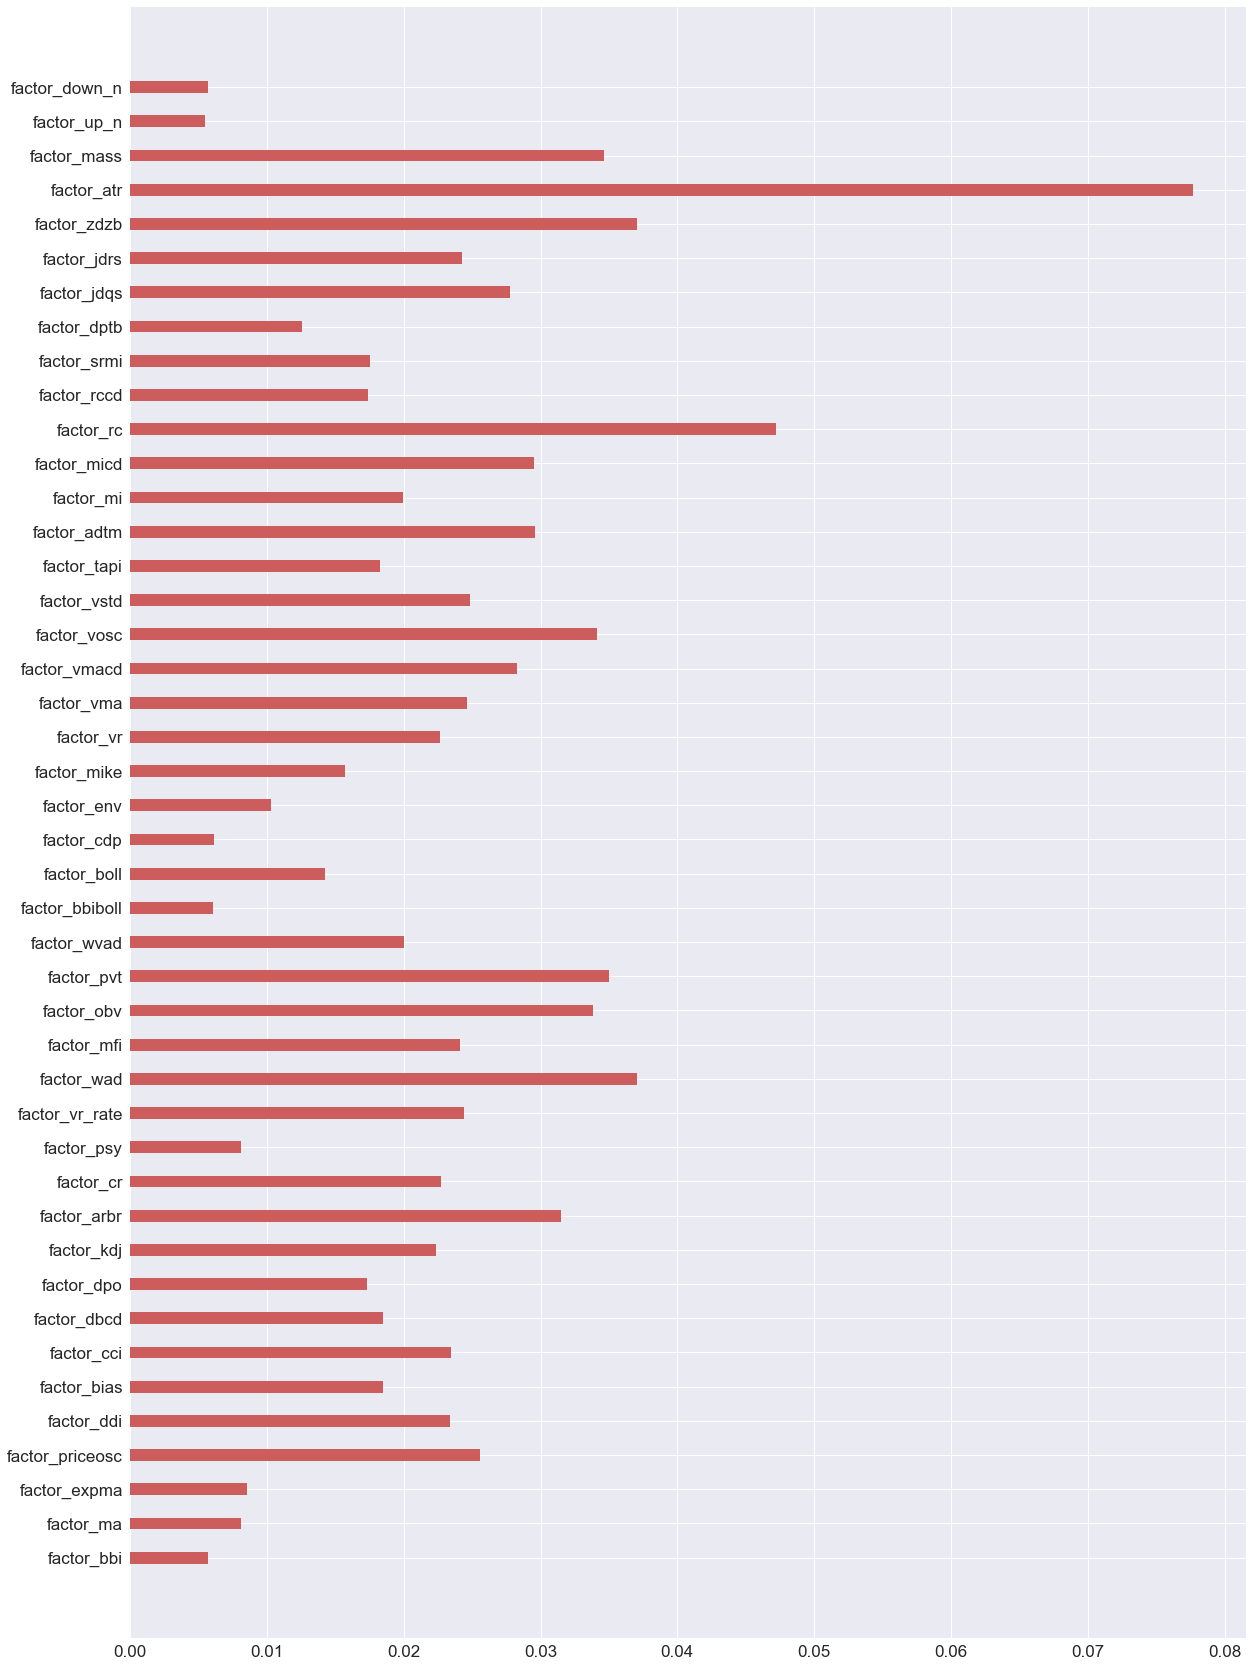 factor_down_n
factor_up_n
factor_mass
factor_atr
factor_zdzb
factor_jdrs
factor_jdqs
factor_dptb
factor_srmi
factor_rccd
factor_rc
factor_micd
factor_mi
factor_adtm
factor_tapi
factor_vstd
factor_vosc
factor_vmacd
factor_vma
factor_vr
factor_mike
factor_env
factor_cdp
factor_boll
factor_bbiboll
factor_wvad
factor_pvt
factor_obv
factor_mfi
factor_wad
factor_vr_rate
factor_psy
factor_cr
factor_arbr
factor_kdj
factor_dpo
factor_dbcd
factor_cci
factor_bias
factor_ddi
factor_priceosc
factor_expma
factor_ma
factor_bbi
0.00 0.01 0.02 0.03 0.04 0.05 0.06 0.07 0.08